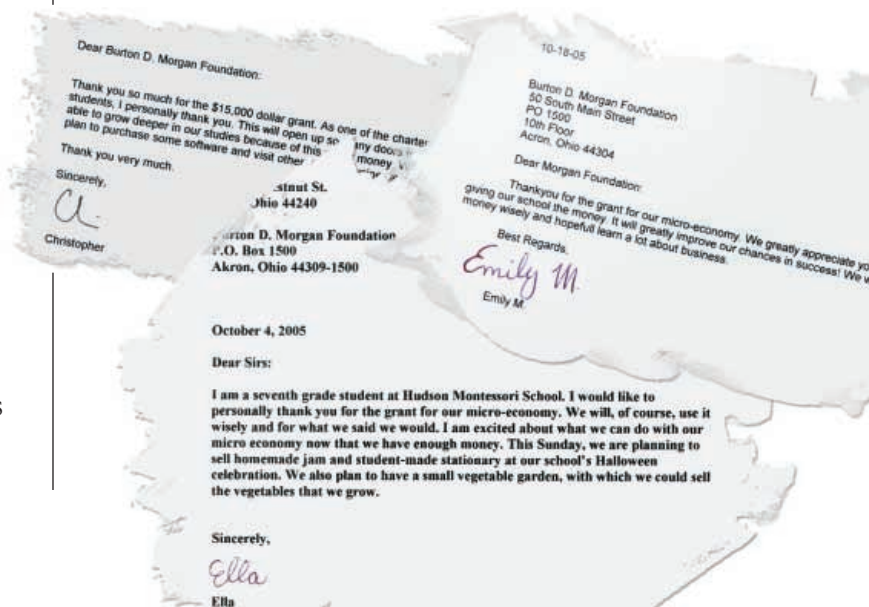 Dear Burton D. Morgan Foundation:
Thank you so much for the $15,000 dollar grant. As one of the charter
students, I personally thank you. This will open up so any doors
able to grow deeper in our studies because of this money
plan to purchase some software and visit other
Thank you very much.
Sincerely,
Christopher
10-18-05
Burton D. Morgan Foundation
50 South Main Street
PO 1500
10th Floor
Acron, Ohio 44304
Dear Morgan Foundation:
Thankyou for the grant for our micro-economy. We greatly appreciate yo
giving our school the money. It will greatly improve our chances in success! We w
money wisely and hopefull learn a lot about business.
Best Regards,
Emily M
Emily M.
stnut St.
Ohio 44240
urton D. Morgan Foundation
P.O. Box 1500
Akron, Ohio 44309-1500
October 4, 2005
Dear Sirs:
I am a seventh grade student at Hudson Montessori School. I would like to
personally thank you for the grant for our micro-economy. We will, of course, use it
wisely and for what we said we would. I am excited about what we can do with our
micro economy now that we have enough money. This Sunday, we are planning to
sell homemade jam and student-made stationary at our school's Halloween
celebration. We also plan to have a small vegetable garden, with which we could sell
the vegetables that we grow.
Sincerely,
Ella
Ella
s